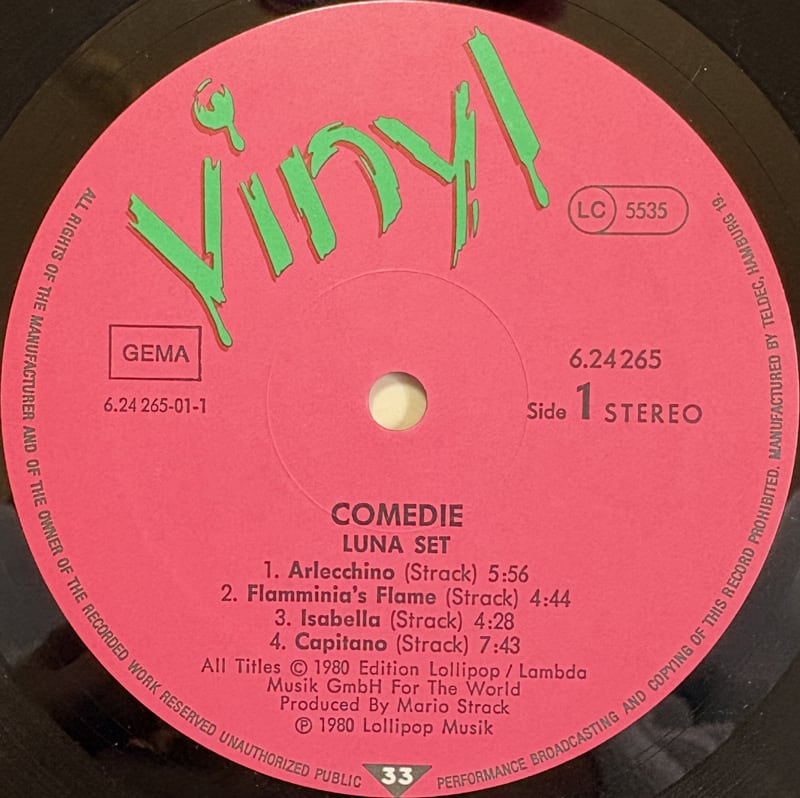 Vinyl
LC 5535
GEMA
6.24 265-01-1
6.24265
Side 1 STEREO
COMEDIE
LUNA SET
1. Arlecchino (Strack) 5:56
2. Flamminia's Flame (Strack) 4:44
3. Isabella (Strack) 4:28
4. Capitano (Strack) 7:43
All Titles © 1980 Edition Lollipop / Lambda
Musik GmbH For The World
Produced By Mario Strack
℗ 1980 Lollipop Musik
ALL RIGHTS OF THE MANUFACTURER AND OF THE OWNER OF THE RECORDED WORK RESERVED UNAUTHORIZED PUBLIC PERFORMANCE BROADCASTING AND COPYING OF THIS RECORD PROHIBITED. MANUFACTURED BY TELDEC, HAMBURG 19.
33